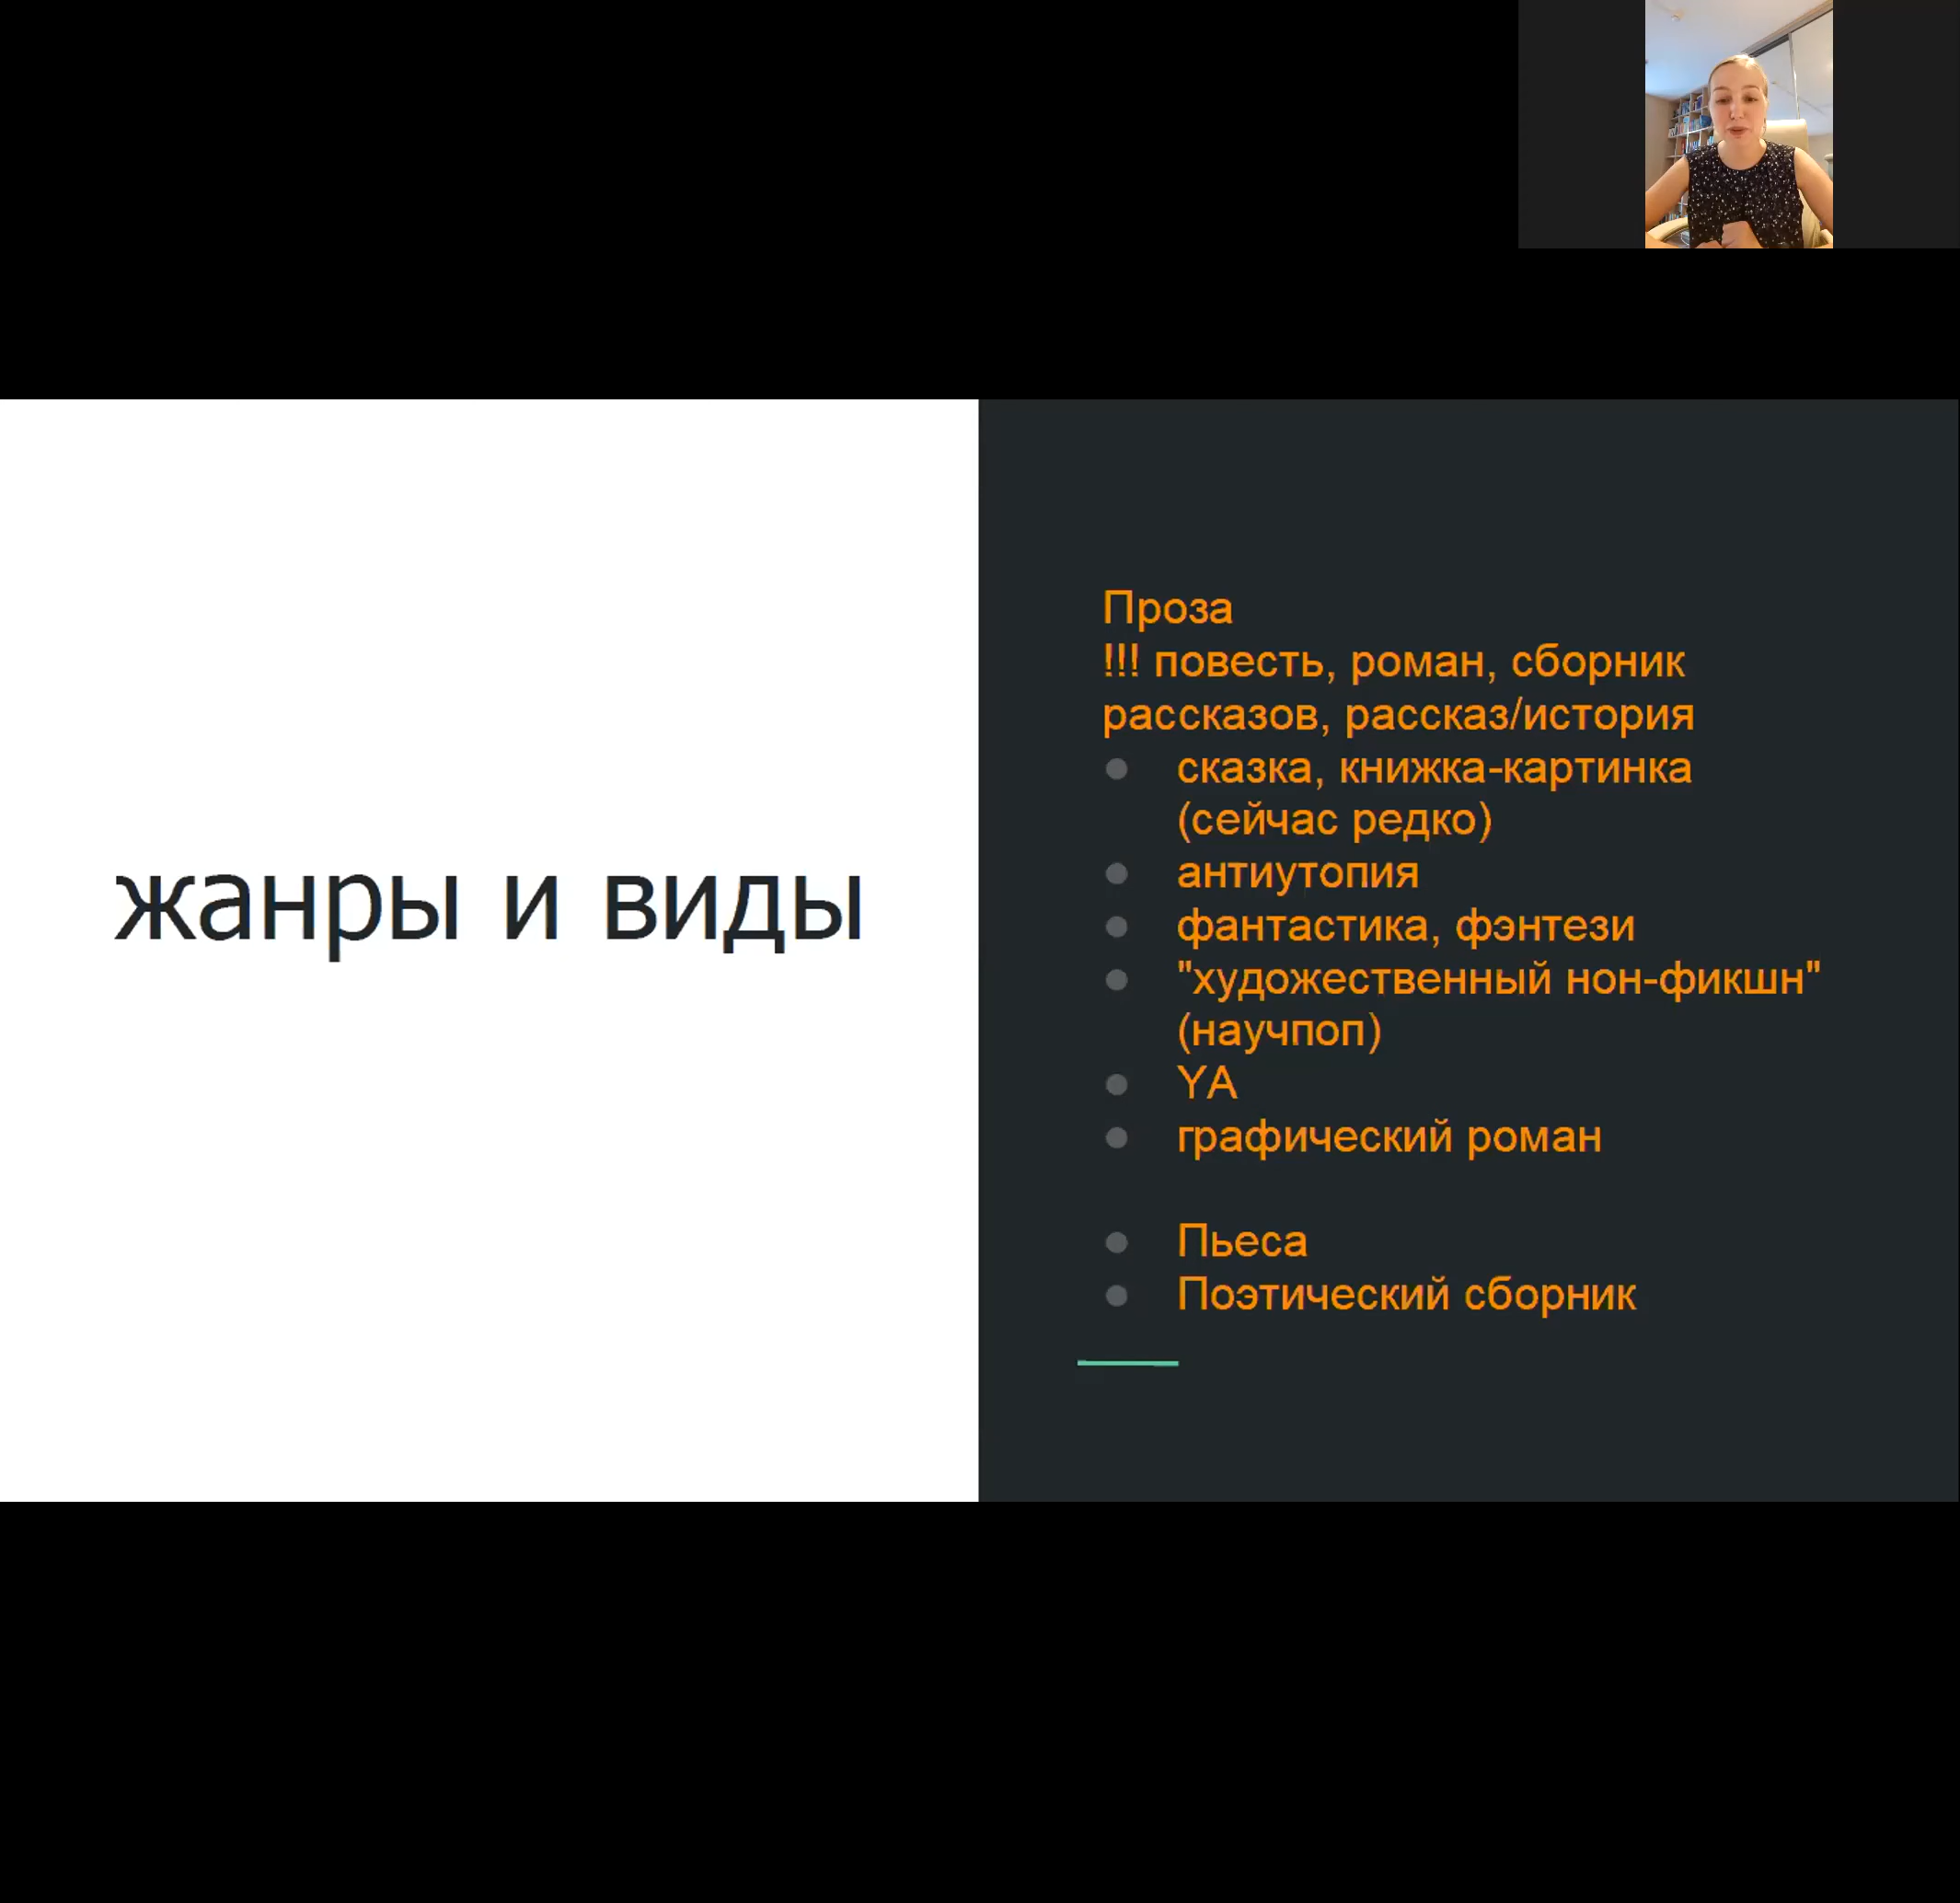 жанры и виды
Проза
!!! повесть, роман, сборник
рассказов, рассказ/история
сказка, книжка-картинка
(сейчас редко)
антиутопия
фантастика, фэнтези
"художественный нон-фикшн"
(научпоп)
YA
графический роман
Пьеса
Поэтический сборник